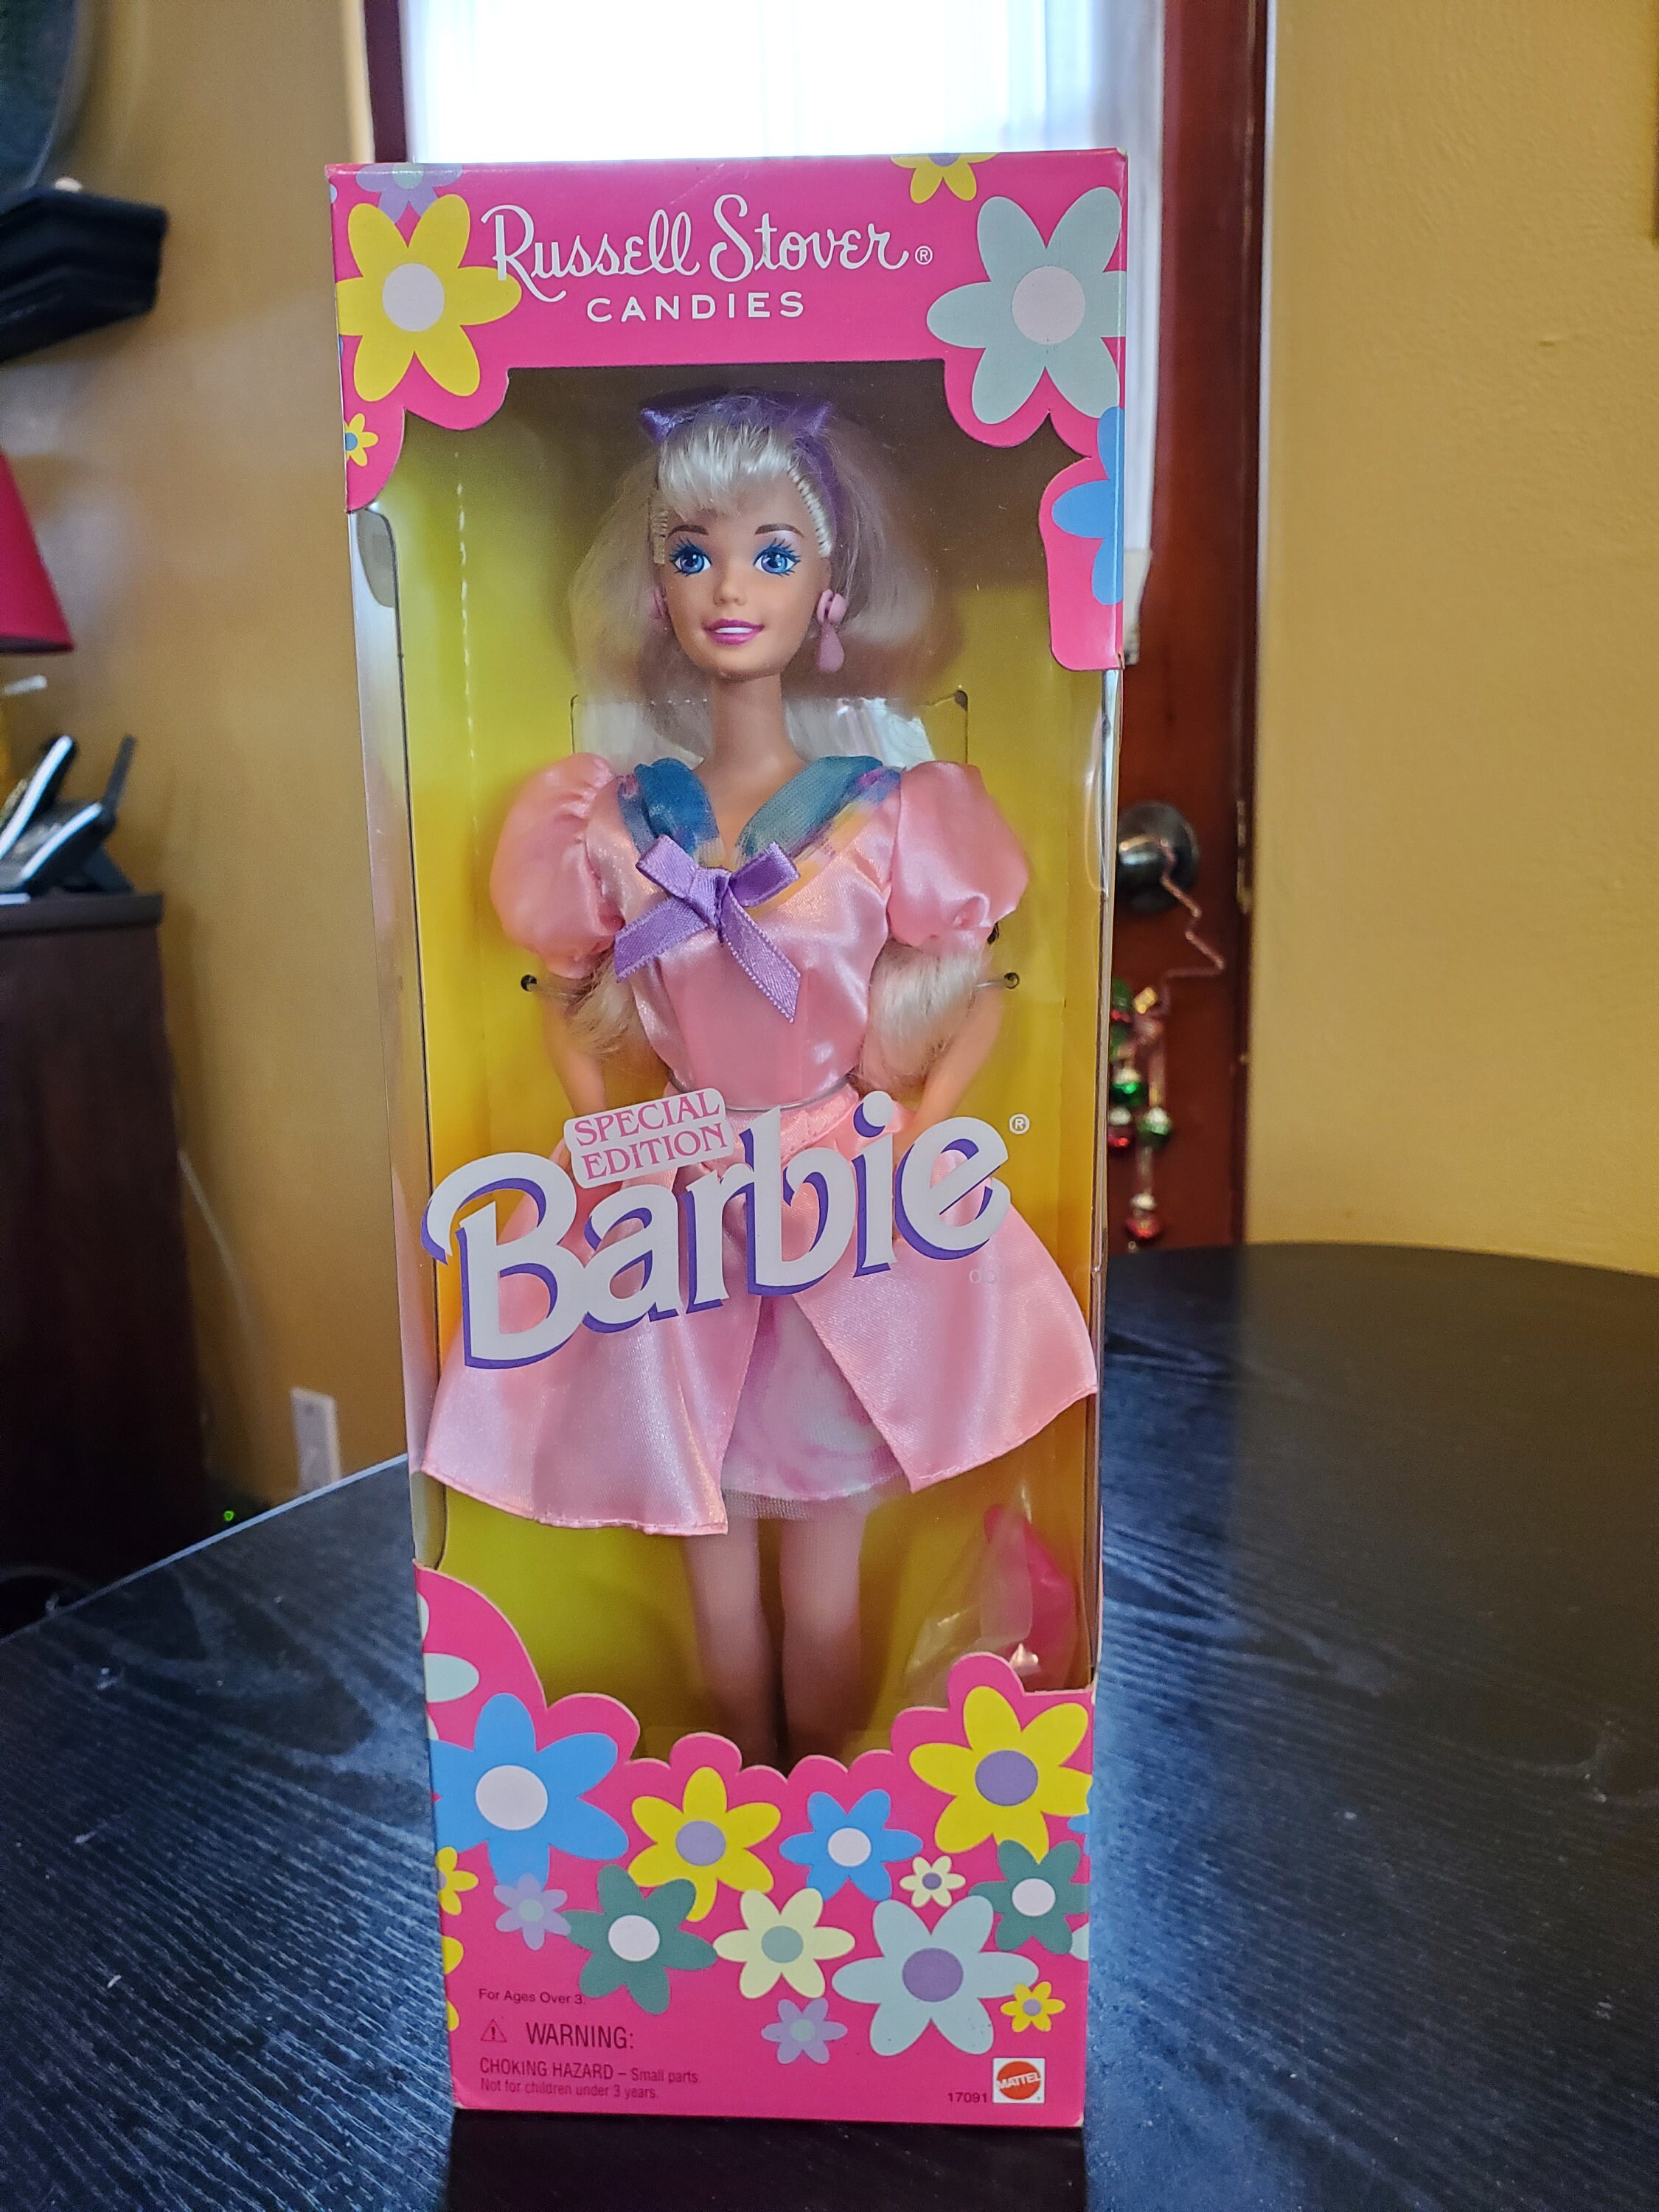 Russell Stover®
CANDIES
SPECIAL
EDITION
Barbie®
For Ages Over 3.
WARNING:
CHOKING HAZARD – Small parts.
Not for children under 3 years.
17091
MATTEL